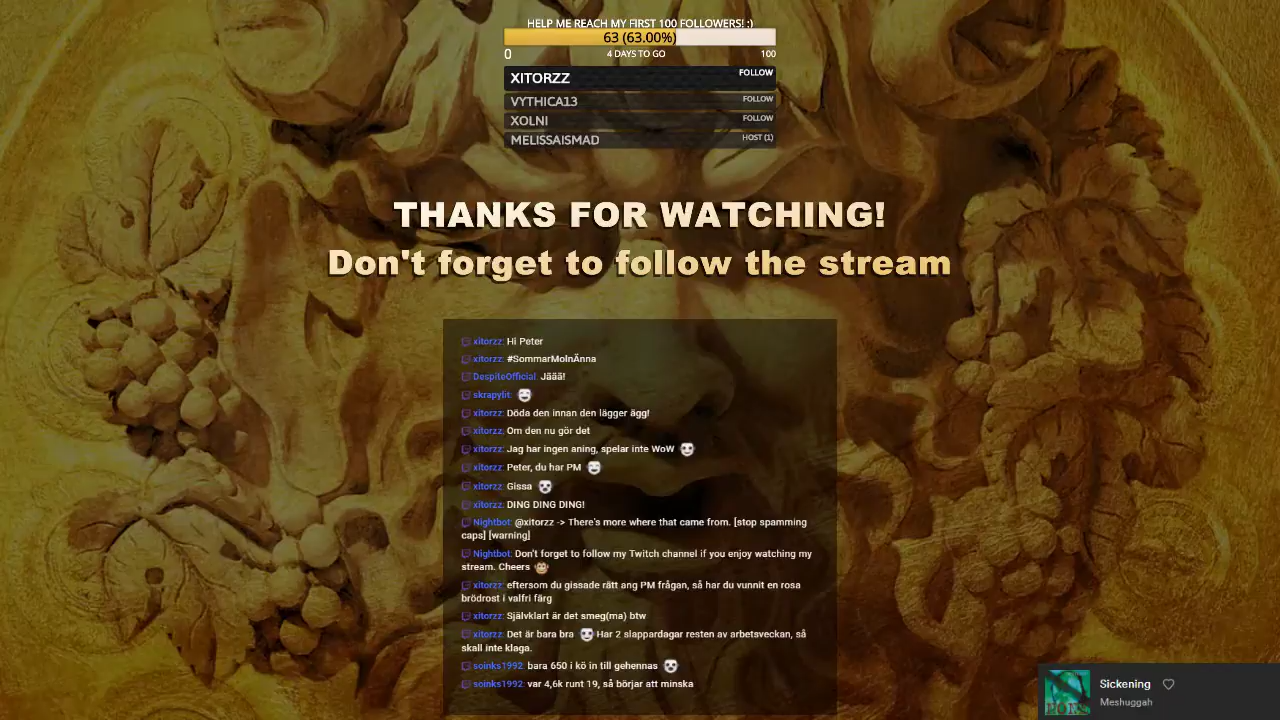 HELP ME REACH MY FIRST 100 FOLLOWERS! :)
63 (63.00%)
0 4 DAYS TO GO 100
XITORZZ FOLLOW
VYTHICA13 FOLLOW
XOLNI FOLLOW
MELISSAISMAD HOST (1)
THANKS FOR WATCHING!
Don't forget to follow the stream
xitorzz: Hi Peter
xitorzz: #SommarMolnÄnna
DespiteOfficial: Jäää!
skrapylit:
xitorzz: Döda den innan den lägger ägg!
xitorzz: Om den nu gör det
xitorzz: Jag har ingen aning, spelar inte WoW
xitorzz: Peter, du har PM
xitorzz: Gissa
xitorzz: DING DING DING!
Nightbot: @xitorzz -> There's more where that came from. [stop spamming
caps] [warning]
Nightbot: Don't forget to follow my Twitch channel if you enjoy watching my
stream. Cheers
xitorzz: eftersom du gissade rätt ang PM frågan, så har du vunnit en rosa
brödrost i valfri färg
xitorzz: Självklart är det smeg(ma) btw
xitorzz: Det är bara bra Har 2 slappardagar resten av arbetsveckan, så
skall inte klaga.
soinks1992: bara 650 i kö in till gehennas
soinks1992: var 4,6k runt 19, så börjar att minska
Sickening
Meshuggah